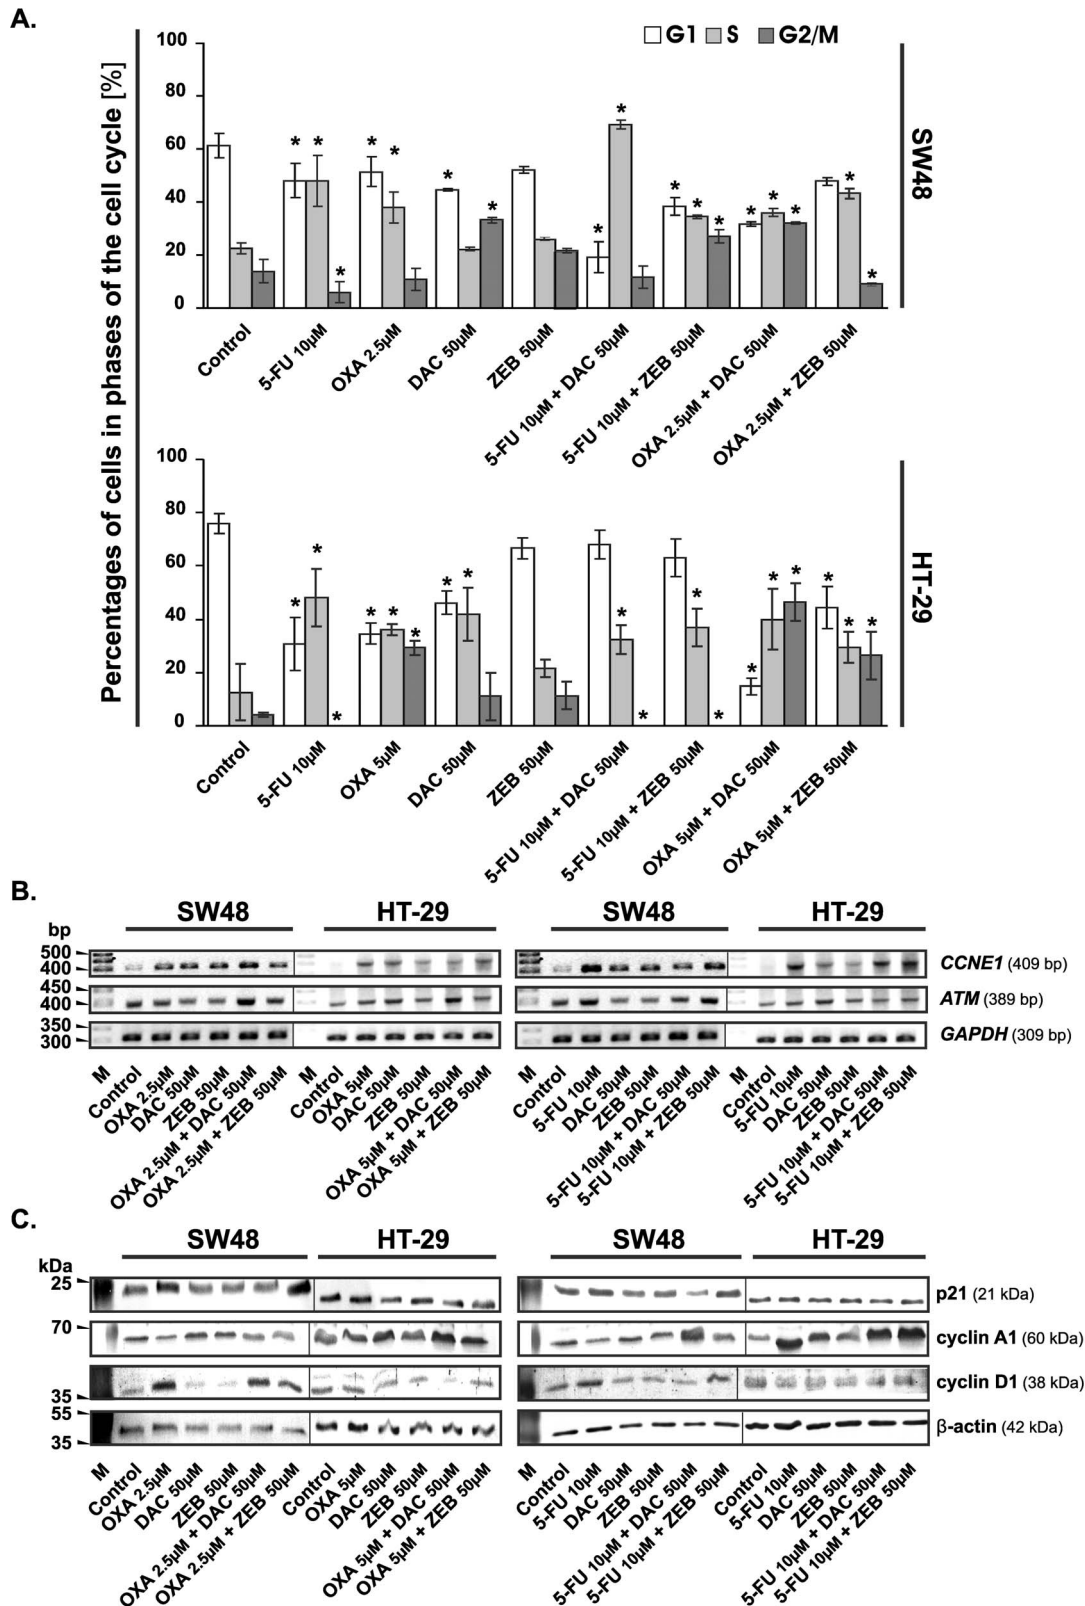 A.
G1 S G2/M
Percentages of cells in phases of the cell cycle [%]
100
80
60
40
20
0
* * * * * * * * * * * * * * * * * * *
SW48
Control
5-FU 10µM
OXA 2.5µM
DAC 50µM
ZEB 50µM
5-FU 10µM + DAC 50µM
5-FU 10µM + ZEB 50µM
OXA 2.5µM + DAC 50µM
OXA 2.5µM + ZEB 50µM
100
80
60
40
20
0
* * * * * * * * * * * * * * * * * *
HT-29
Control
5-FU 10µM
OXA 5µM
DAC 50µM
ZEB 50µM
5-FU 10µM + DAC 50µM
5-FU 10µM + ZEB 50µM
OXA 5µM + DAC 50µM
OXA 5µM + ZEB 50µM
B.
SW48 HT-29 SW48 HT-29
bp
500
400
CCNE1 (409 bp)
450
400
ATM (389 bp)
350
300
GAPDH (309 bp)
M
Control
OXA 2.5µM
DAC 50µM
ZEB 50µM
OXA 2.5µM + DAC 50µM
OXA 2.5µM + ZEB 50µM
Control
OXA 5µM
DAC 50µM
ZEB 50µM
OXA 5µM + DAC 50µM
OXA 5µM + ZEB 50µM
M
Control
5-FU 10µM
DAC 50µM
ZEB 50µM
5-FU 10µM + DAC 50µM
5-FU 10µM + ZEB 50µM
M
Control
5-FU 10µM
DAC 50µM
ZEB 50µM
5-FU 10µM + DAC 50µM
5-FU 10µM + ZEB 50µM
C.
SW48 HT-29 SW48 HT-29
kDa
25
p21 (21 kDa)
70
cyclin A1 (60 kDa)
35
cyclin D1 (38 kDa)
55
35
β-actin (42 kDa)
M
Control
OXA 2.5µM
DAC 50µM
ZEB 50µM
OXA 2.5µM + DAC 50µM
OXA 2.5µM + ZEB 50µM
Control
OXA 5µM
DAC 50µM
ZEB 50µM
OXA 5µM + DAC 50µM
OXA 5µM + ZEB 50µM
M
Control
5-FU 10µM
DAC 50µM
ZEB 50µM
5-FU 10µM + DAC 50µM
5-FU 10µM + ZEB 50µM
Control
5-FU 10µM
DAC 50µM
ZEB 50µM
5-FU 10µM + DAC 50µM
5-FU 10µM + ZEB 50µM